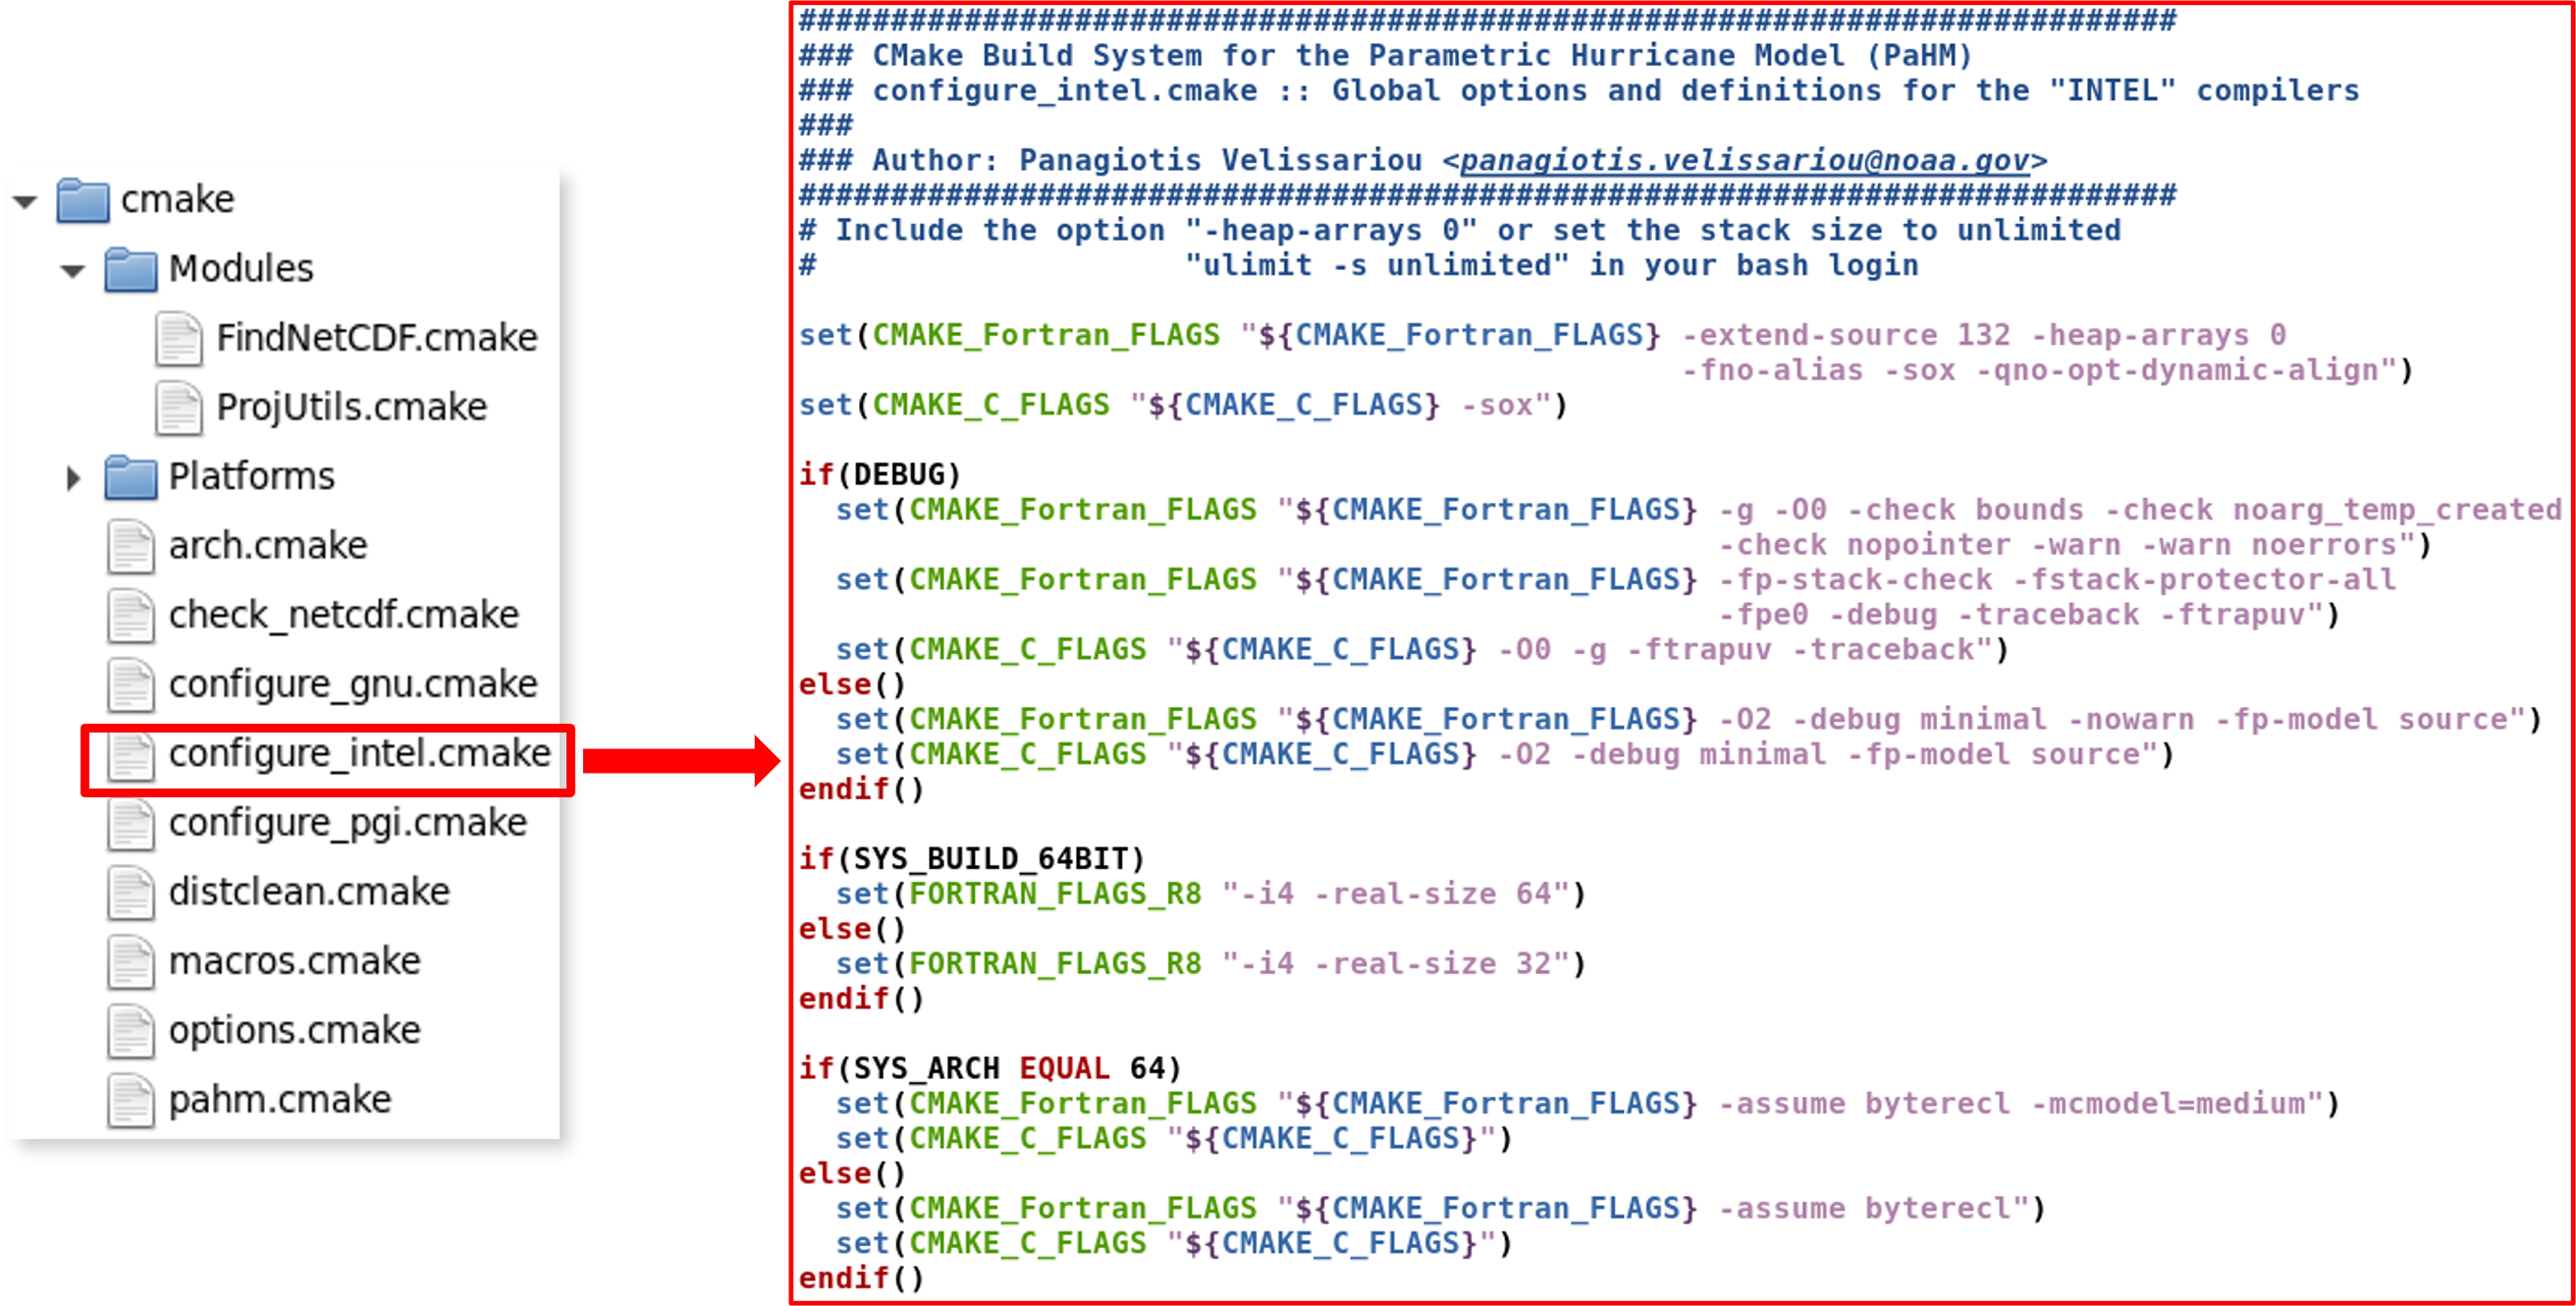 cmake
Modules
FindNetCDF.cmake
ProjUtils.cmake
Platforms
arch.cmake
check_netcdf.cmake
configure_gnu.cmake
configure_intel.cmake
configure_pgi.cmake
distclean.cmake
macros.cmake
options.cmake
pahm.cmake
###########################################################################
### CMake Build System for the Parametric Hurricane Model (PaHM)
### configure_intel.cmake :: Global options and definitions for the "INTEL" compilers
###
### Author: Panagiotis Velissariou <panagiotis.velissariou@noaa.gov>
###########################################################################
# Include the option "-heap-arrays 0" or set the stack size to unlimited
#                    "ulimit -s unlimited" in your bash login
set(CMAKE_Fortran_FLAGS "${CMAKE_Fortran_FLAGS} -extend-source 132 -heap-arrays 0
-fno-alias -sox -qno-opt-dynamic-align")
set(CMAKE_C_FLAGS "${CMAKE_C_FLAGS} -sox")
if(DEBUG)
set(CMAKE_Fortran_FLAGS "${CMAKE_Fortran_FLAGS} -g -O0 -check bounds -check noarg_temp_created
-check nopointer -warn -warn noerrors")
set(CMAKE_Fortran_FLAGS "${CMAKE_Fortran_FLAGS} -fp-stack-check -fstack-protector-all
-fpe0 -debug -traceback -ftrapuv")
set(CMAKE_C_FLAGS "${CMAKE_C_FLAGS} -O0 -g -ftrapuv -traceback")
else()
set(CMAKE_Fortran_FLAGS "${CMAKE_Fortran_FLAGS} -O2 -debug minimal -nowarn -fp-model source")
set(CMAKE_C_FLAGS "${CMAKE_C_FLAGS} -O2 -debug minimal -fp-model source")
endif()
if(SYS_BUILD_64BIT)
set(FORTRAN_FLAGS_R8 "-i4 -real-size 64")
else()
set(FORTRAN_FLAGS_R8 "-i4 -real-size 32")
endif()
if(SYS_ARCH EQUAL 64)
set(CMAKE_Fortran_FLAGS "${CMAKE_Fortran_FLAGS} -assume byterecl -mcmodel=medium")
set(CMAKE_C_FLAGS "${CMAKE_C_FLAGS}")
else()
set(CMAKE_Fortran_FLAGS "${CMAKE_Fortran_FLAGS} -assume byterecl")
set(CMAKE_C_FLAGS "${CMAKE_C_FLAGS}")
endif()